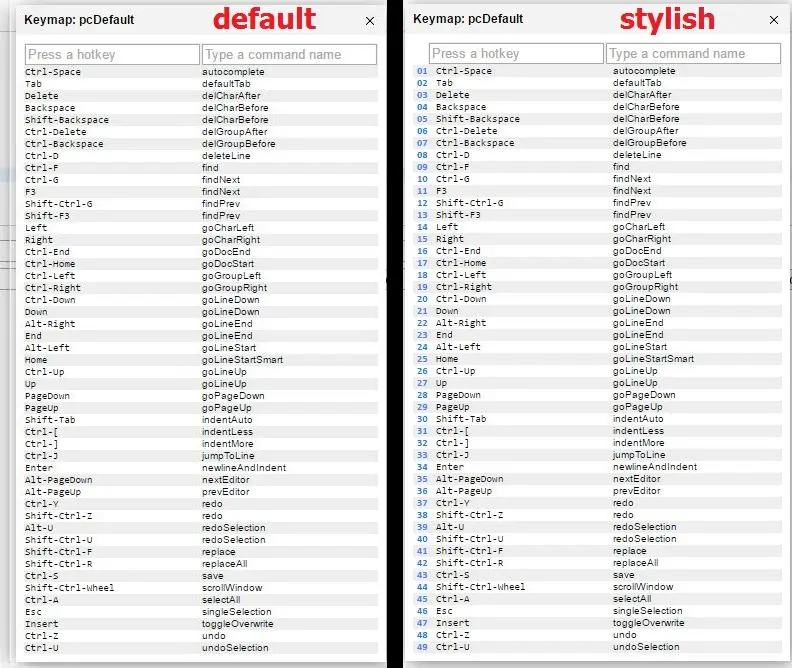 Keymap: pcDefault default ×
Press a hotkey Type a command name
Ctrl-Space autocomplete
Tab defaultTab
Delete delCharAfter
Backspace delCharBefore
Shift-Backspace delCharBefore
Ctrl-Delete delGroupAfter
Ctrl-Backspace delGroupBefore
Ctrl-D deleteLine
Ctrl-F find
Ctrl-G findNext
F3 findNext
Shift-Ctrl-G findPrev
Shift-F3 findPrev
Left goCharLeft
Right goCharRight
Ctrl-End goDocEnd
Ctrl-Home goDocStart
Ctrl-Left goGroupLeft
Ctrl-Right goGroupRight
Ctrl-Down goLineDown
Down goLineDown
Alt-Right goLineEnd
End goLineEnd
Alt-Left goLineStart
Home goLineStartSmart
Ctrl-Up goLineUp
Up goLineUp
PageDown goPageDown
PageUp goPageUp
Shift-Tab indentAuto
Ctrl-[ indentLess
Ctrl-] indentMore
Ctrl-J jumpToLine
Enter newlineAndIndent
Alt-PageDown nextEditor
Alt-PageUp prevEditor
Ctrl-Y redo
Shift-Ctrl-Z redo
Alt-U redoSelection
Shift-Ctrl-U redoSelection
Shift-Ctrl-F replace
Shift-Ctrl-R replaceAll
Ctrl-S save
Shift-Ctrl-Wheel scrollWindow
Ctrl-A selectAll
Esc singleSelection
Insert toggleOverwrite
Ctrl-Z undo
Ctrl-U undoSelection
Keymap: pcDefault stylish ×
Press a hotkey Type a command name
01 Ctrl-Space autocomplete
02 Tab defaultTab
03 Delete delCharAfter
04 Backspace delCharBefore
05 Shift-Backspace delCharBefore
06 Ctrl-Delete delGroupAfter
07 Ctrl-Backspace delGroupBefore
08 Ctrl-D deleteLine
09 Ctrl-F find
10 Ctrl-G findNext
11 F3 findNext
12 Shift-Ctrl-G findPrev
13 Shift-F3 findPrev
14 Left goCharLeft
15 Right goCharRight
16 Ctrl-End goDocEnd
17 Ctrl-Home goDocStart
18 Ctrl-Left goGroupLeft
19 Ctrl-Right goGroupRight
20 Ctrl-Down goLineDown
21 Down goLineDown
22 Alt-Right goLineEnd
23 End goLineEnd
24 Alt-Left goLineStart
25 Home goLineStartSmart
26 Ctrl-Up goLineUp
27 Up goLineUp
28 PageDown goPageDown
29 PageUp goPageUp
30 Shift-Tab indentAuto
31 Ctrl-[ indentLess
32 Ctrl-] indentMore
33 Ctrl-J jumpToLine
34 Enter newlineAndIndent
35 Alt-PageDown nextEditor
36 Alt-PageUp prevEditor
37 Ctrl-Y redo
38 Shift-Ctrl-Z redo
39 Alt-U redoSelection
40 Shift-Ctrl-U redoSelection
41 Shift-Ctrl-F replace
42 Shift-Ctrl-R replaceAll
43 Ctrl-S save
44 Shift-Ctrl-Wheel scrollWindow
45 Ctrl-A selectAll
46 Esc singleSelection
47 Insert toggleOverwrite
48 Ctrl-Z undo
49 Ctrl-U undoSelection